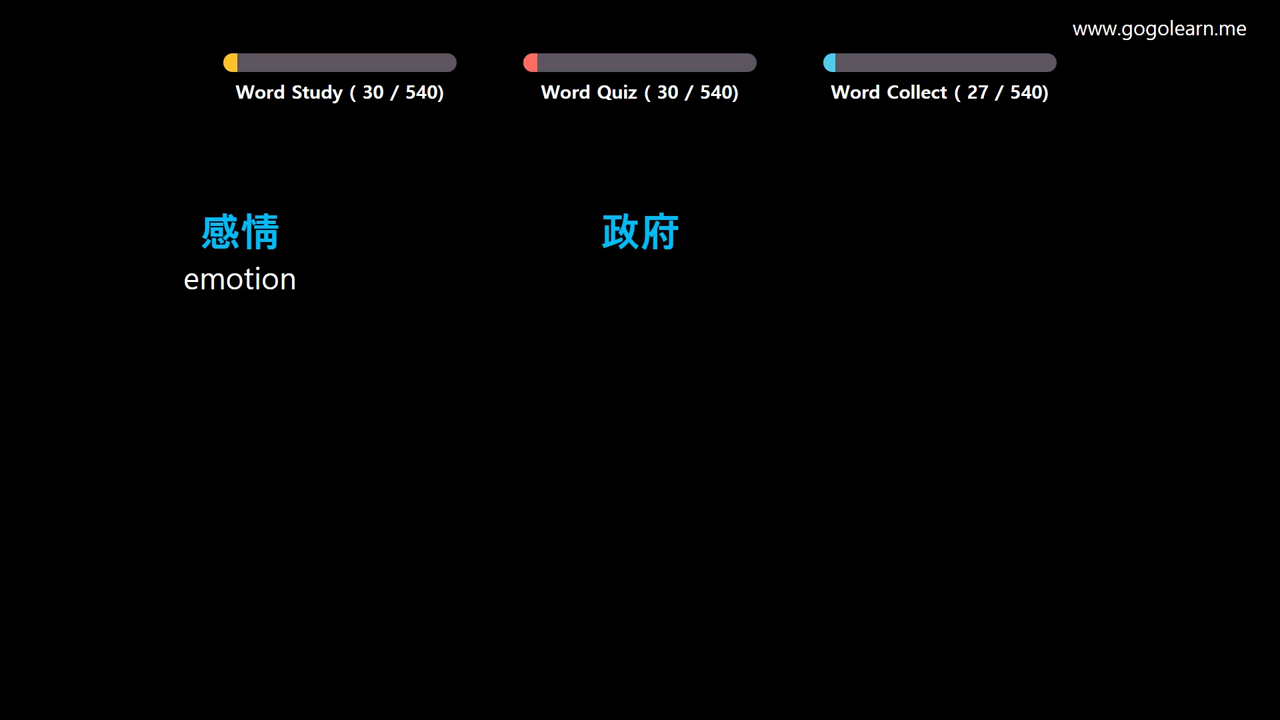 www.gogolearn.me
Word Study ( 30 / 540)
Word Quiz ( 30 / 540)
Word Collect ( 27 / 540)
感情
政府
emotion